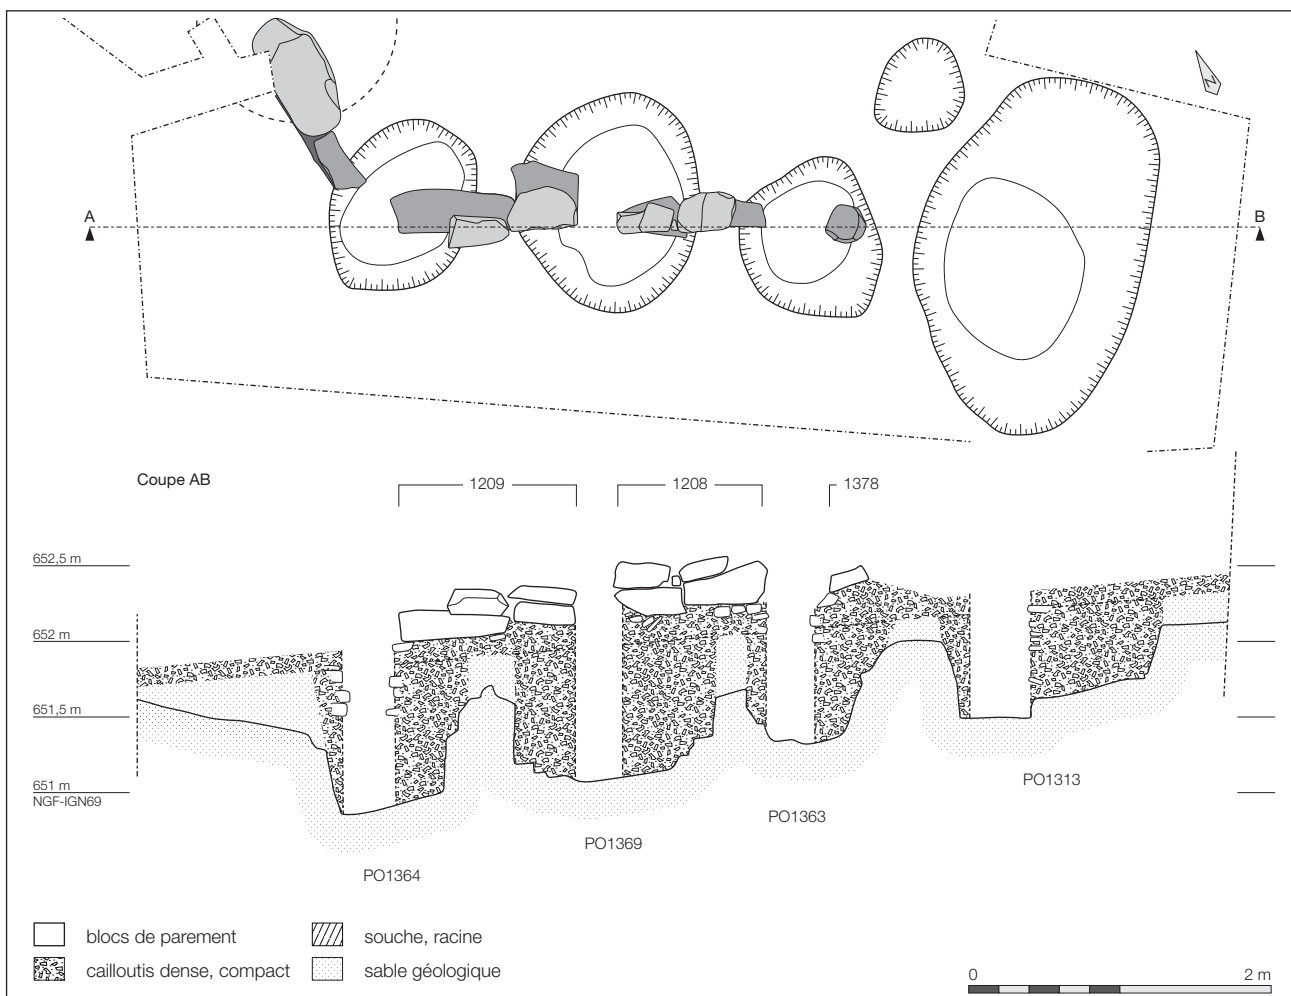 N
A
B
Coupe AB
1209
1208
1378
652,5 m
652 m
651,5 m
651 m
NGF-IGN69
PO1313
PO1363
PO1369
PO1364
blocs de parement
souche, racine
cailloutis dense, compact
sable géologique
0
2 m